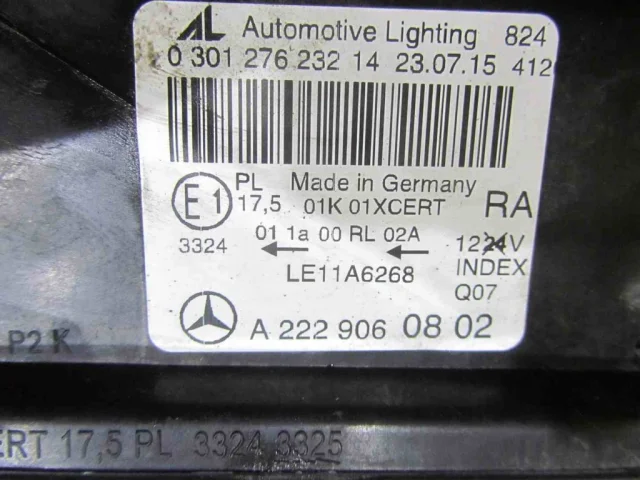 AL Automotive Lighting 824
0 301 276 232 14 23.07.15 412
E1 PL Made in Germany
17,5 01K 01XCERT RA
3324 01 1a 00 RL 02A 1224V
LE11A6268 INDEX
Q07
A 222 906 08 02
P2 K
ERT 17,5 PL 3324 3325